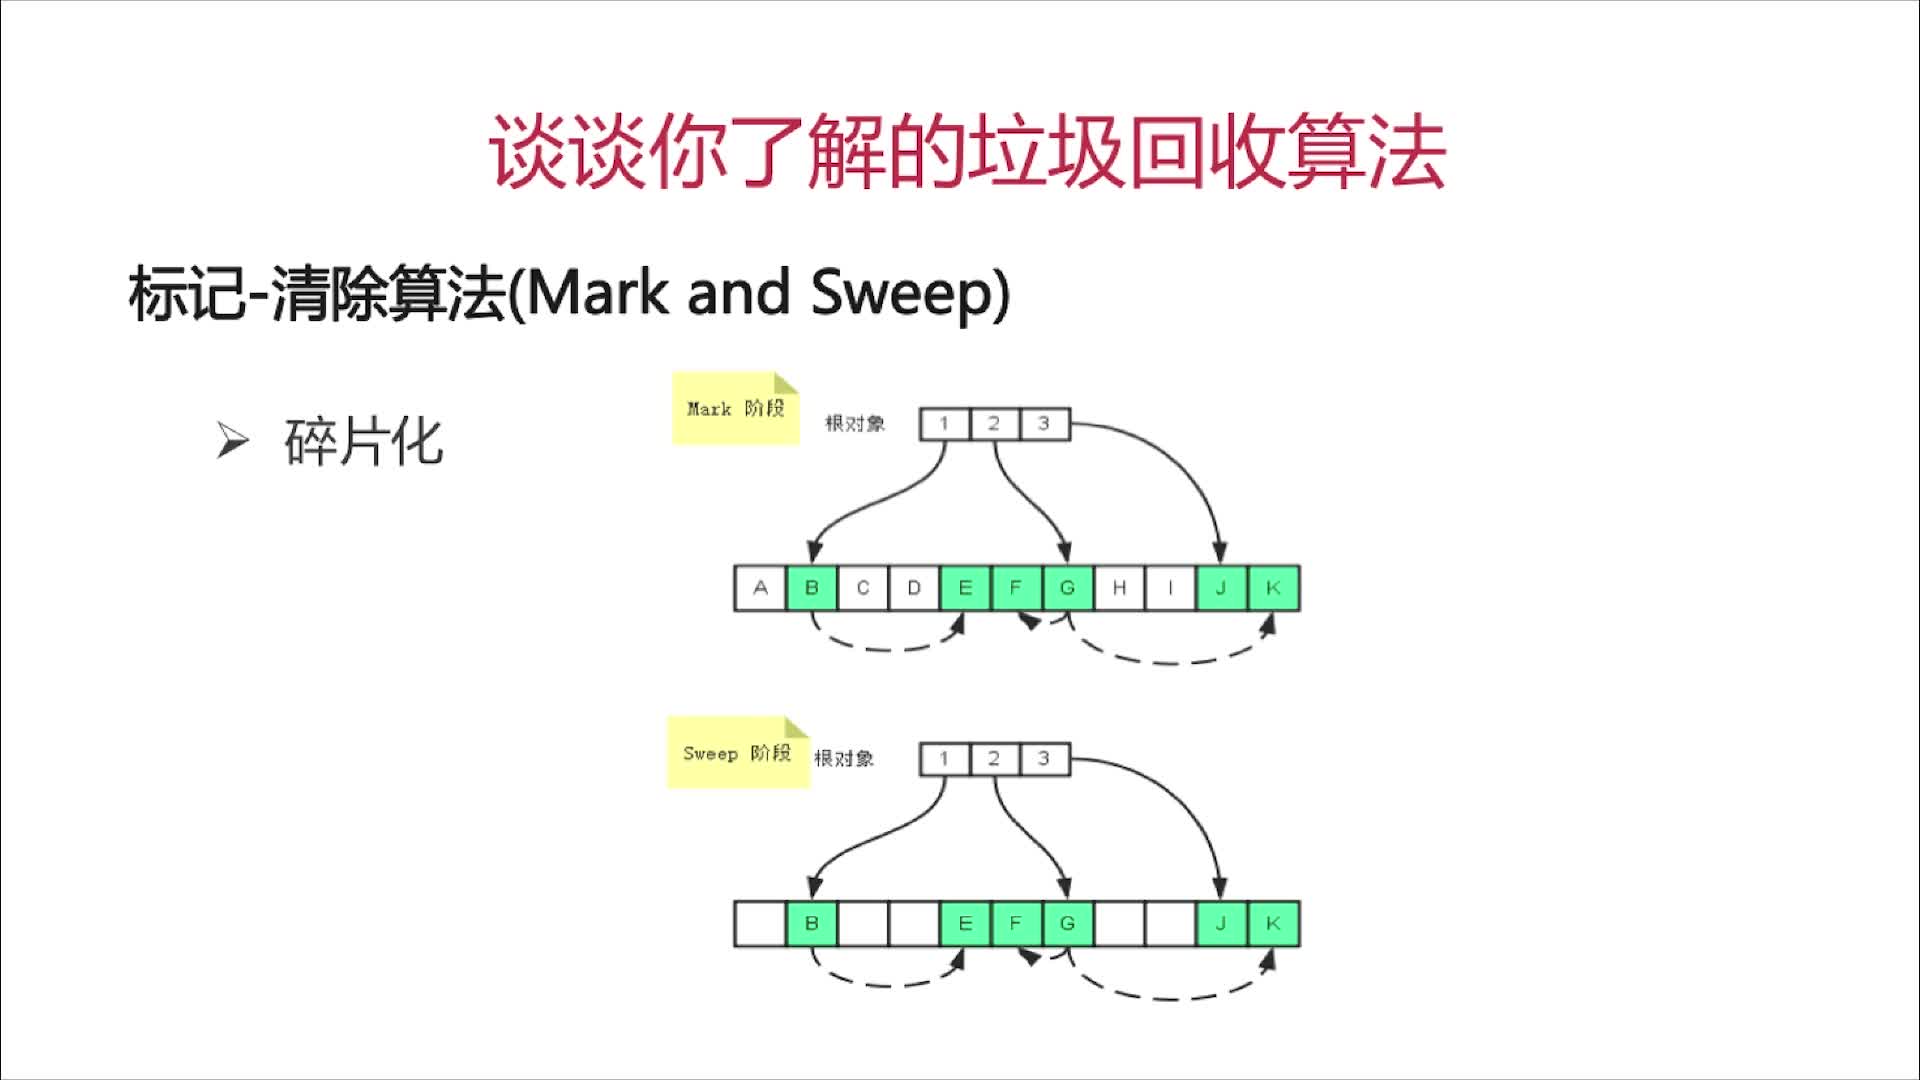 谈谈你了解的垃圾回收算法
标记-清除算法(Mark and Sweep)
碎片化
Mark 阶段
根对象
1 2 3
A B C D E F G H I J K
Sweep 阶段
根对象
1 2 3
B E F G J K